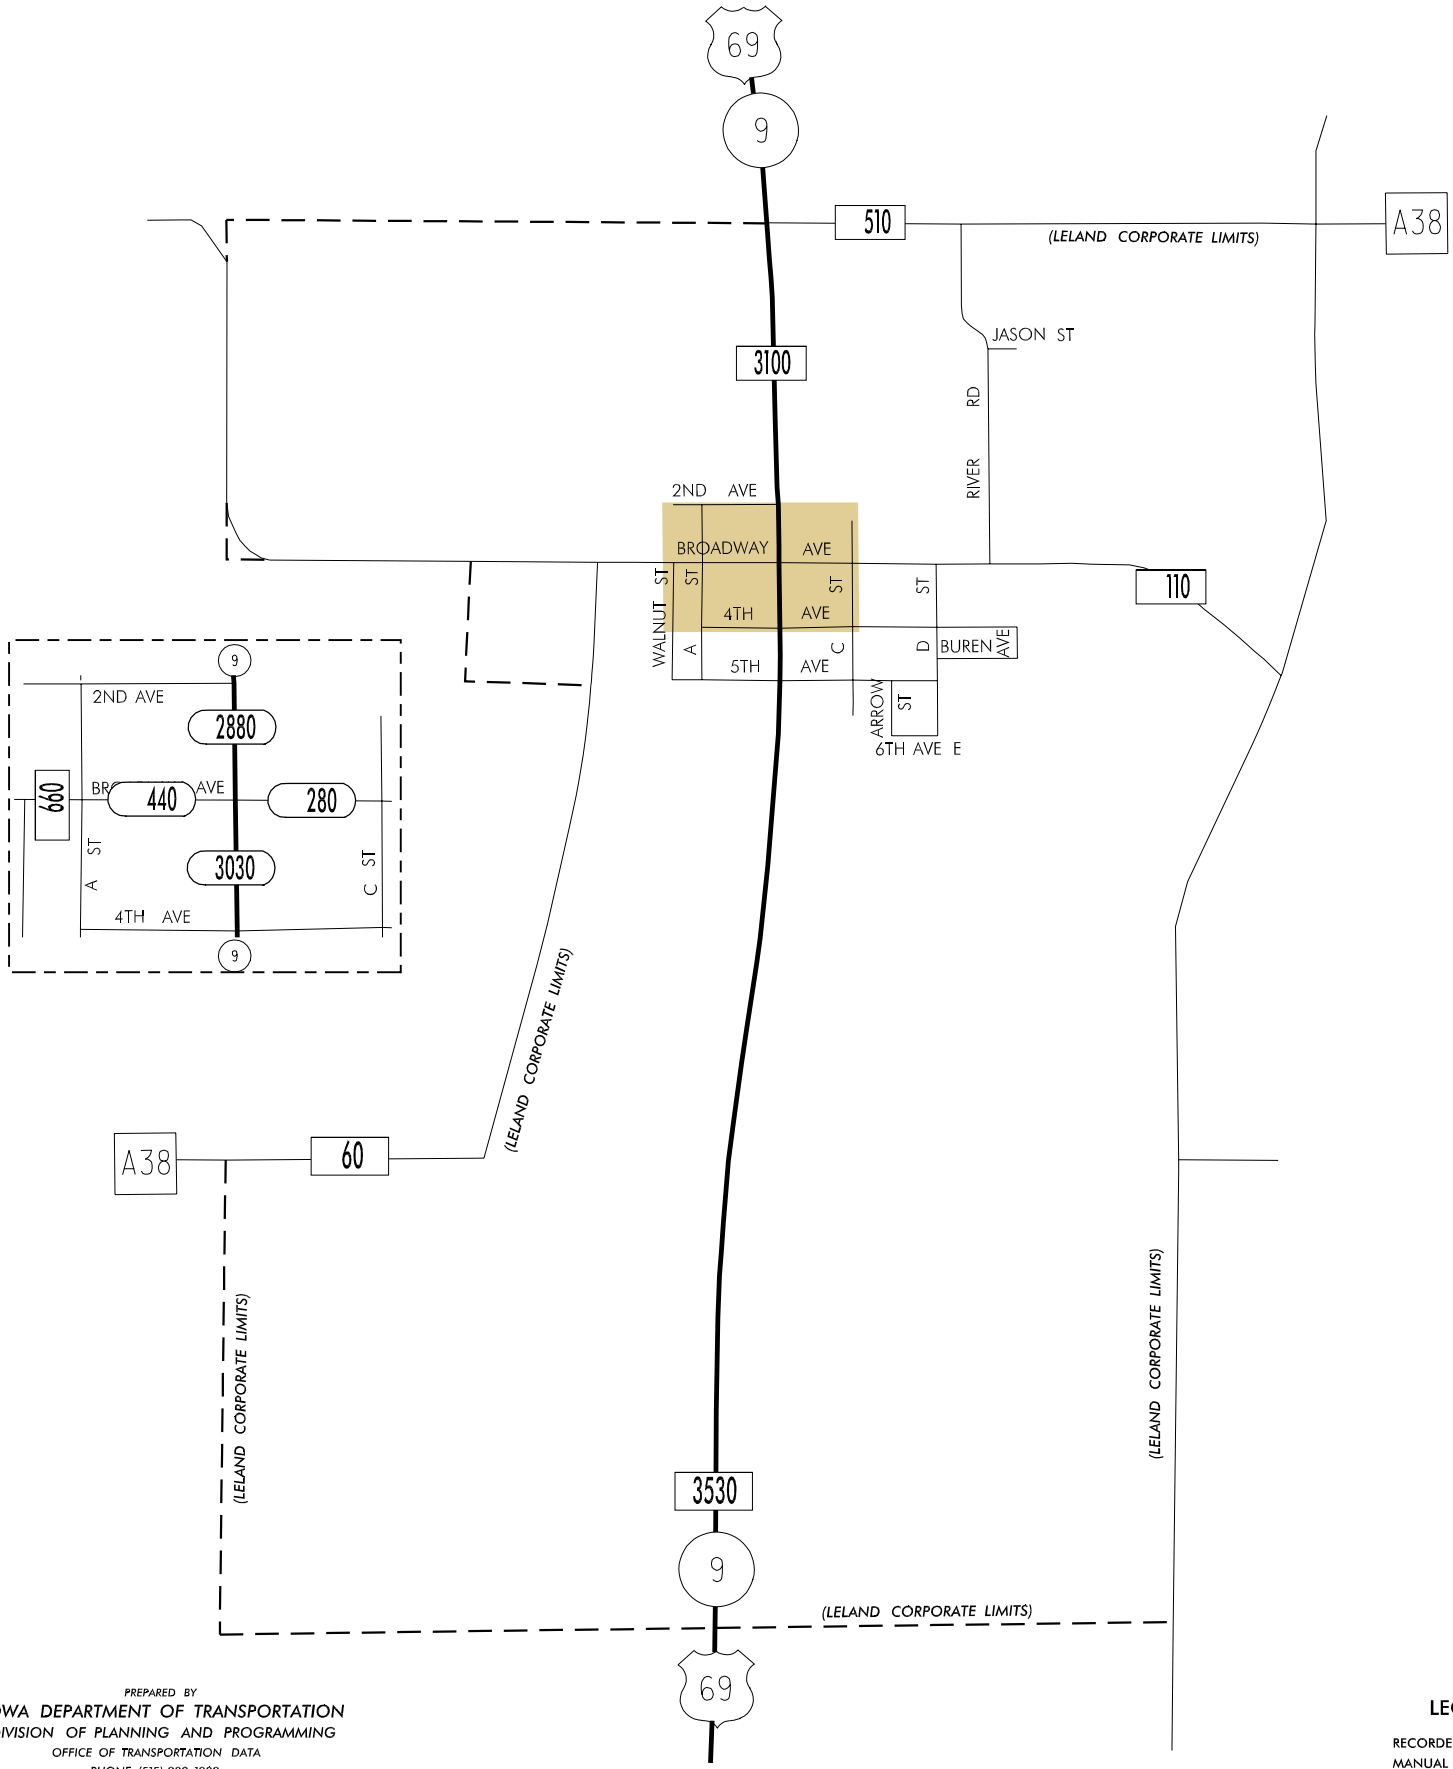 69
9
510
(LELAND CORPORATE LIMITS)
A38
JASON ST
3100
RIVER RD
2ND AVE
BROADWAY AVE
WALNUT ST
A ST
C ST
D ST
110
4TH AVE
BUREN AVE
5TH AVE
ARROW ST
6TH AVE E
9
2ND AVE
2880
660
AVE
440
280
3030
A ST
C ST
4TH AVE
9
(LELAND CORPORATE LIMITS)
A38
60
(LELAND CORPORATE LIMITS)
(LELAND CORPORATE LIMITS)
3530
9
(LELAND CORPORATE LIMITS)
69
PREPARED BY
WA DEPARTMENT OF TRANSPORTATION
IVISION OF PLANNING AND PROGRAMMING
OFFICE OF TRANSPORTATION DATA
RECORDE
MANUAL